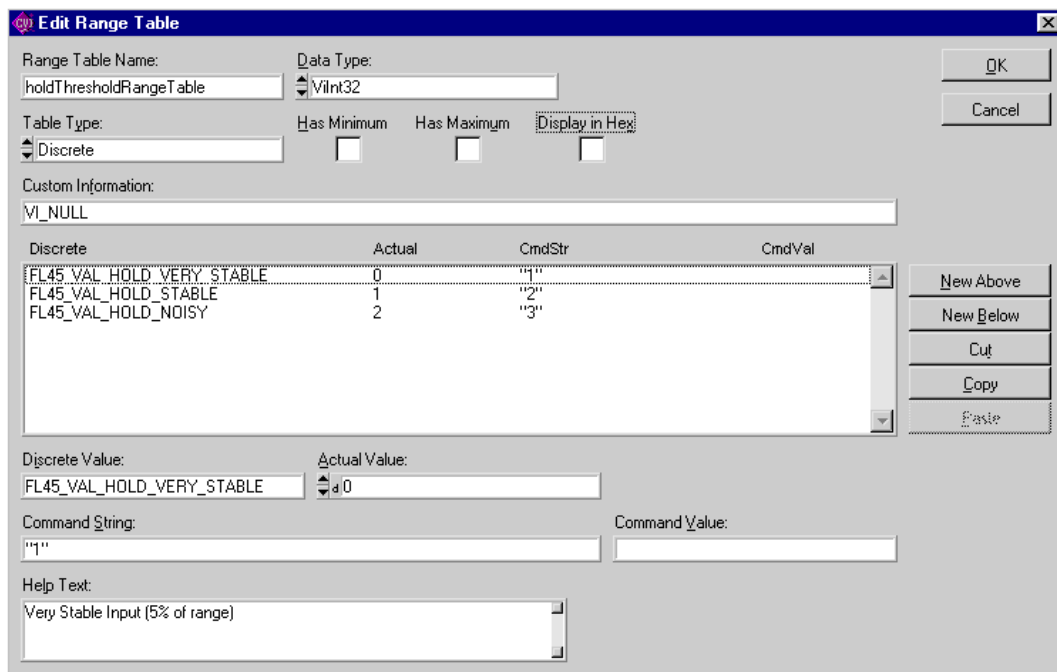 CVI Edit Range Table
Range Table Name: Data Type:
holdThresholdRangeTable ViInt32 OK
Table Type: Has Minimum Has Maximum Display in Hex Cancel
Discrete
Custom Information:
VI_NULL
Discrete Actual CmdStr CmdVal
FL45_VAL_HOLD_VERY_STABLE 0 "1" New Above
FL45_VAL_HOLD_STABLE 1 "2"
FL45_VAL_HOLD_NOISY 2 "3" New Below
Cut
Copy
Paste
Discrete Value: Actual Value:
FL45_VAL_HOLD_VERY_STABLE d 0
Command String: Command Value:
"1"
Help Text:
Very Stable Input (5% of range)